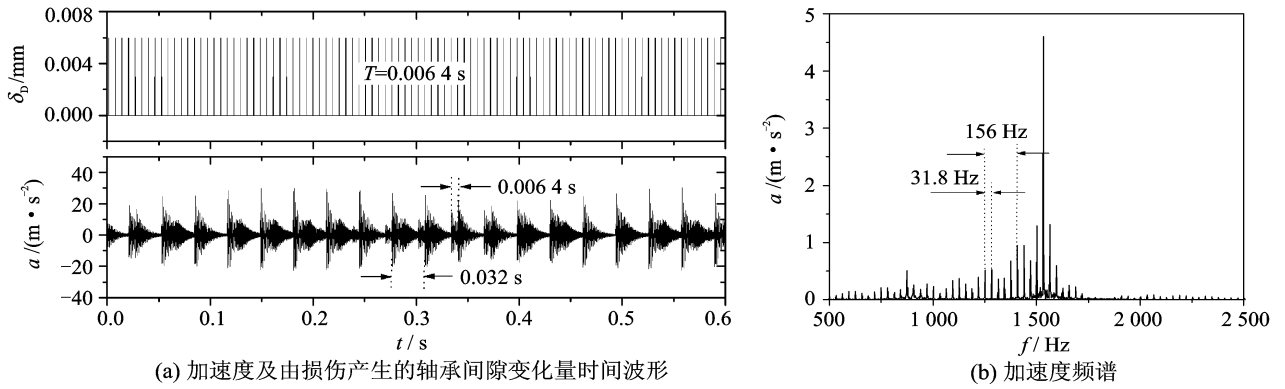 0.008
0.004
0.000
δD/mm
T=0.006 4 s
40
20
0
−20
−40
a /(m • s⁻²)
0.006 4 s
0.032 s
0.0 0.1 0.2 0.3 0.4 0.5 0.6
t / s
(a) 加速度及由损伤产生的轴承间隙变化量时间波形
5
4
3
2
1
0
a /(m • s⁻²)
156 Hz
31.8 Hz
500 1 000 1 500 2 000 2 500
f / Hz
(b) 加速度频谱